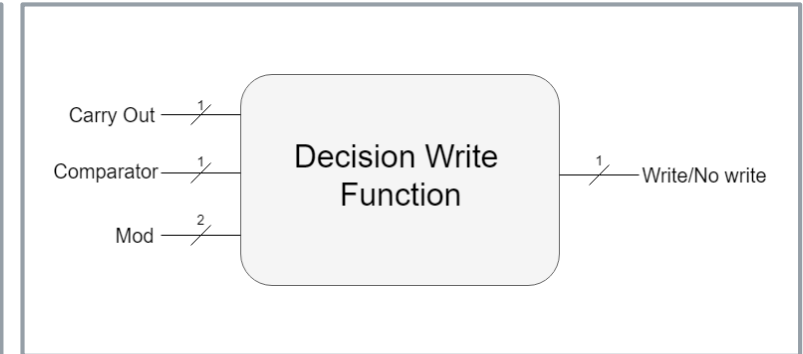 Carry Out
1
Comparator
1
Mod
2
Decision Write
Function
1
Write/No write